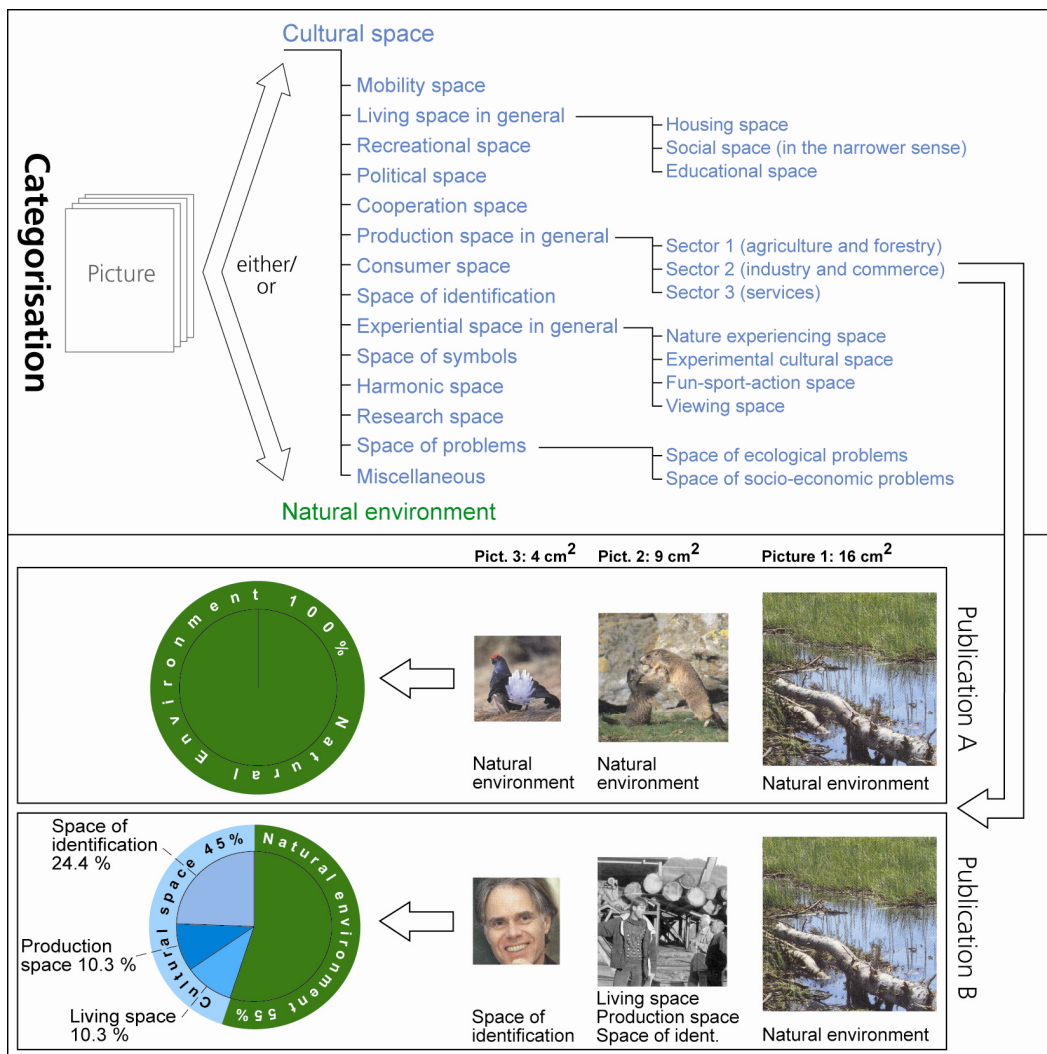 Categorisation
Picture
either/
or
Cultural space
Mobility space
Living space in general
Housing space
Social space (in the narrower sense)
Educational space
Recreational space
Political space
Cooperation space
Production space in general
Sector 1 (agriculture and forestry)
Sector 2 (industry and commerce)
Sector 3 (services)
Consumer space
Space of identification
Experiential space in general
Nature experiencing space
Experimental cultural space
Fun-sport-action space
Viewing space
Space of symbols
Harmonic space
Research space
Space of problems
Space of ecological problems
Space of socio-economic problems
Miscellaneous
Natural environment
Pict. 3: 4 cm²
Pict. 2: 9 cm²
Picture 1: 16 cm²
Publication A
Natural Environment 100%
Natural
environment
Natural
environment
Natural environment
Publication B
Space of
identification
24.4 %
Production
space 10.3 %
Living space
10.3 %
Cultural space 45%
Natural environment 55%
Space of
identification
Living space
Production space
Space of ident.
Natural environment